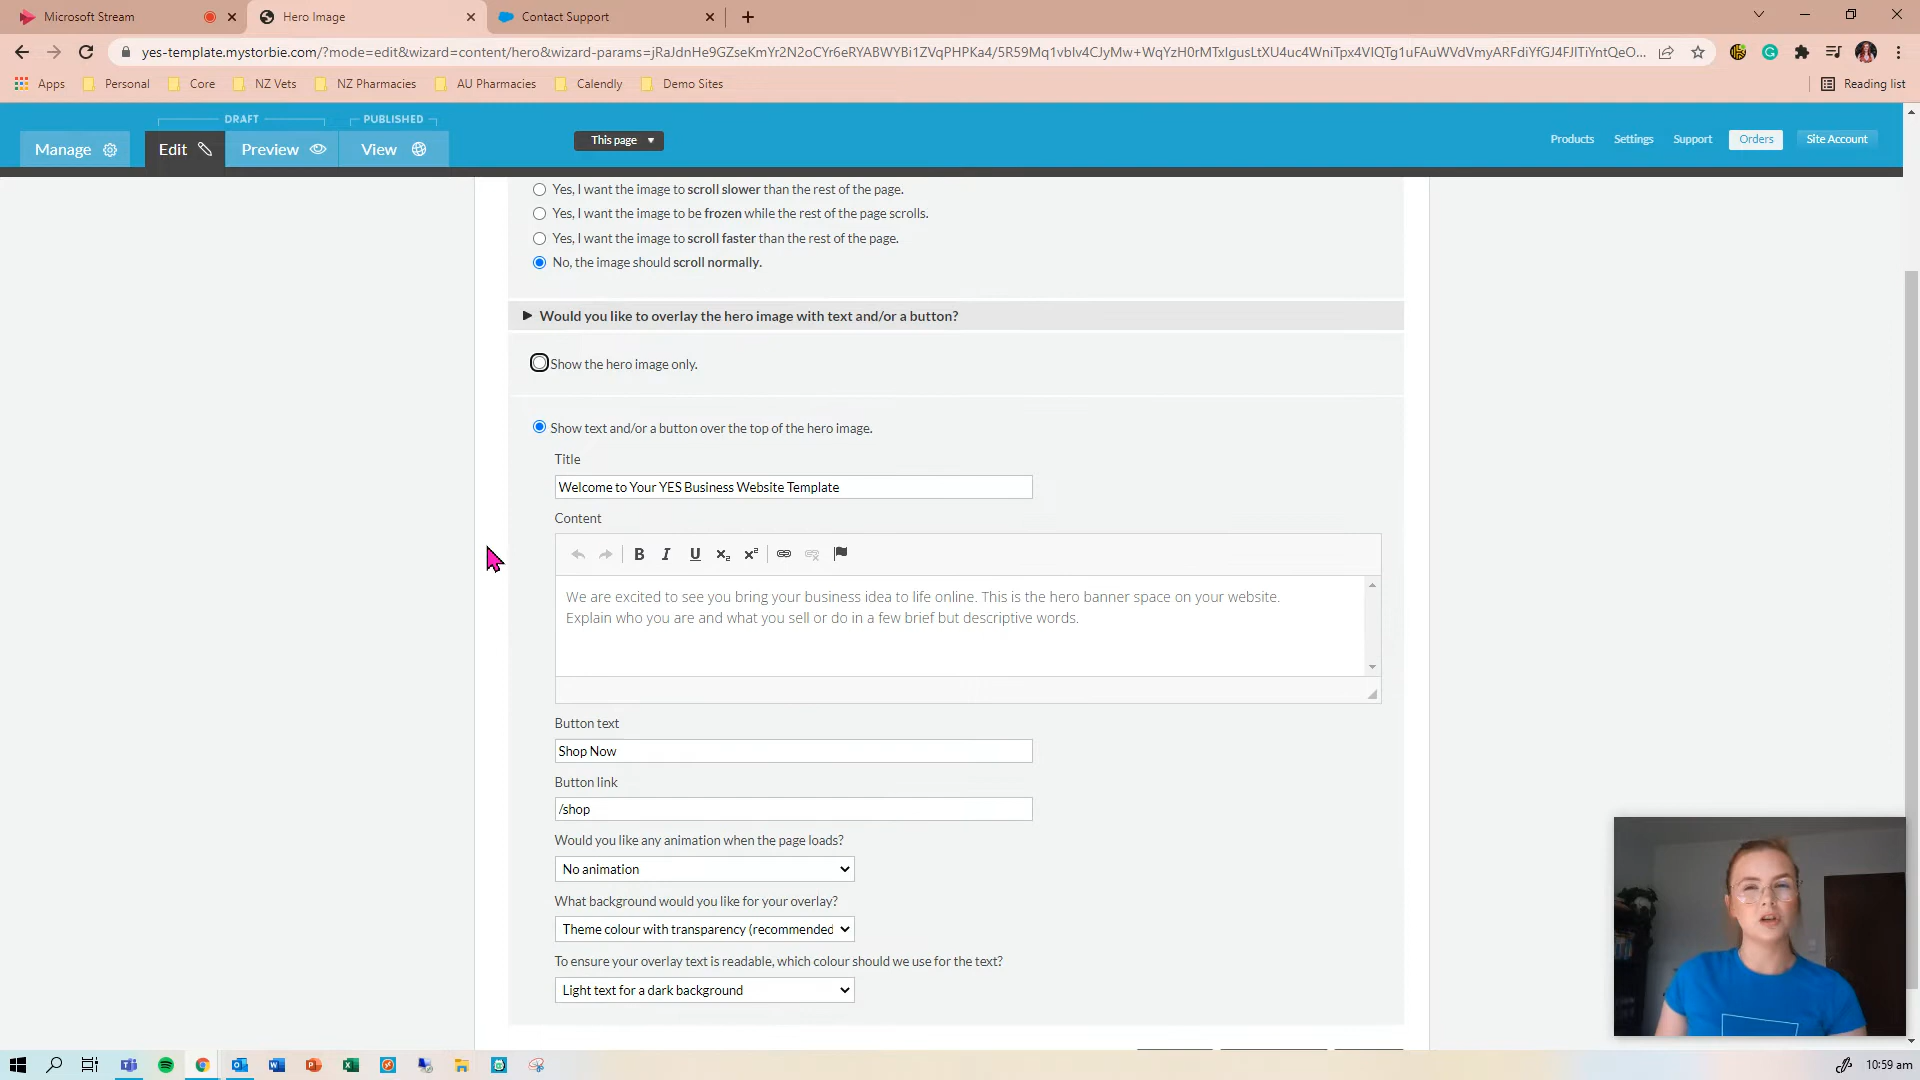 Microsoft Stream
Hero Image
Contact Support
yes-template.mystorbie.com/?mode=edit&wizard=content/hero&wizard-params=jRaJdnHe9GZseKmYr2N2oCYr6eRYABWYBi1ZVqPHPKa4/5R59Mq1vblv4CJyMw+WqYzH0rMTxIgusLtXU4uc4WniTpx4VIQTg1uFAuWVdVmyARFdiYfGJ4FJITiYntQeO...
Apps
Personal
Core
NZ Vets
NZ Pharmacies
AU Pharmacies
Calendly
Demo Sites
Reading list
DRAFT
PUBLISHED
Manage
Edit
Preview
View
This page
Products
Settings
Support
Orders
Site Account
Yes, I want the image to scroll slower than the rest of the page.
Yes, I want the image to be frozen while the rest of the page scrolls.
Yes, I want the image to scroll faster than the rest of the page.
No, the image should scroll normally.
Would you like to overlay the hero image with text and/or a button?
Show the hero image only.
Show text and/or a button over the top of the hero image.
Title
Welcome to Your YES Business Website Template
Content
B I U x₂ x²
We are excited to see you bring your business idea to life online. This is the hero banner space on your website.
Explain who you are and what you sell or do in a few brief but descriptive words.
Button text
Shop Now
Button link
/shop
Would you like any animation when the page loads?
No animation
What background would you like for your overlay?
Theme colour with transparency (recommended
To ensure your overlay text is readable, which colour should we use for the text?
Light text for a dark background
10:59 am